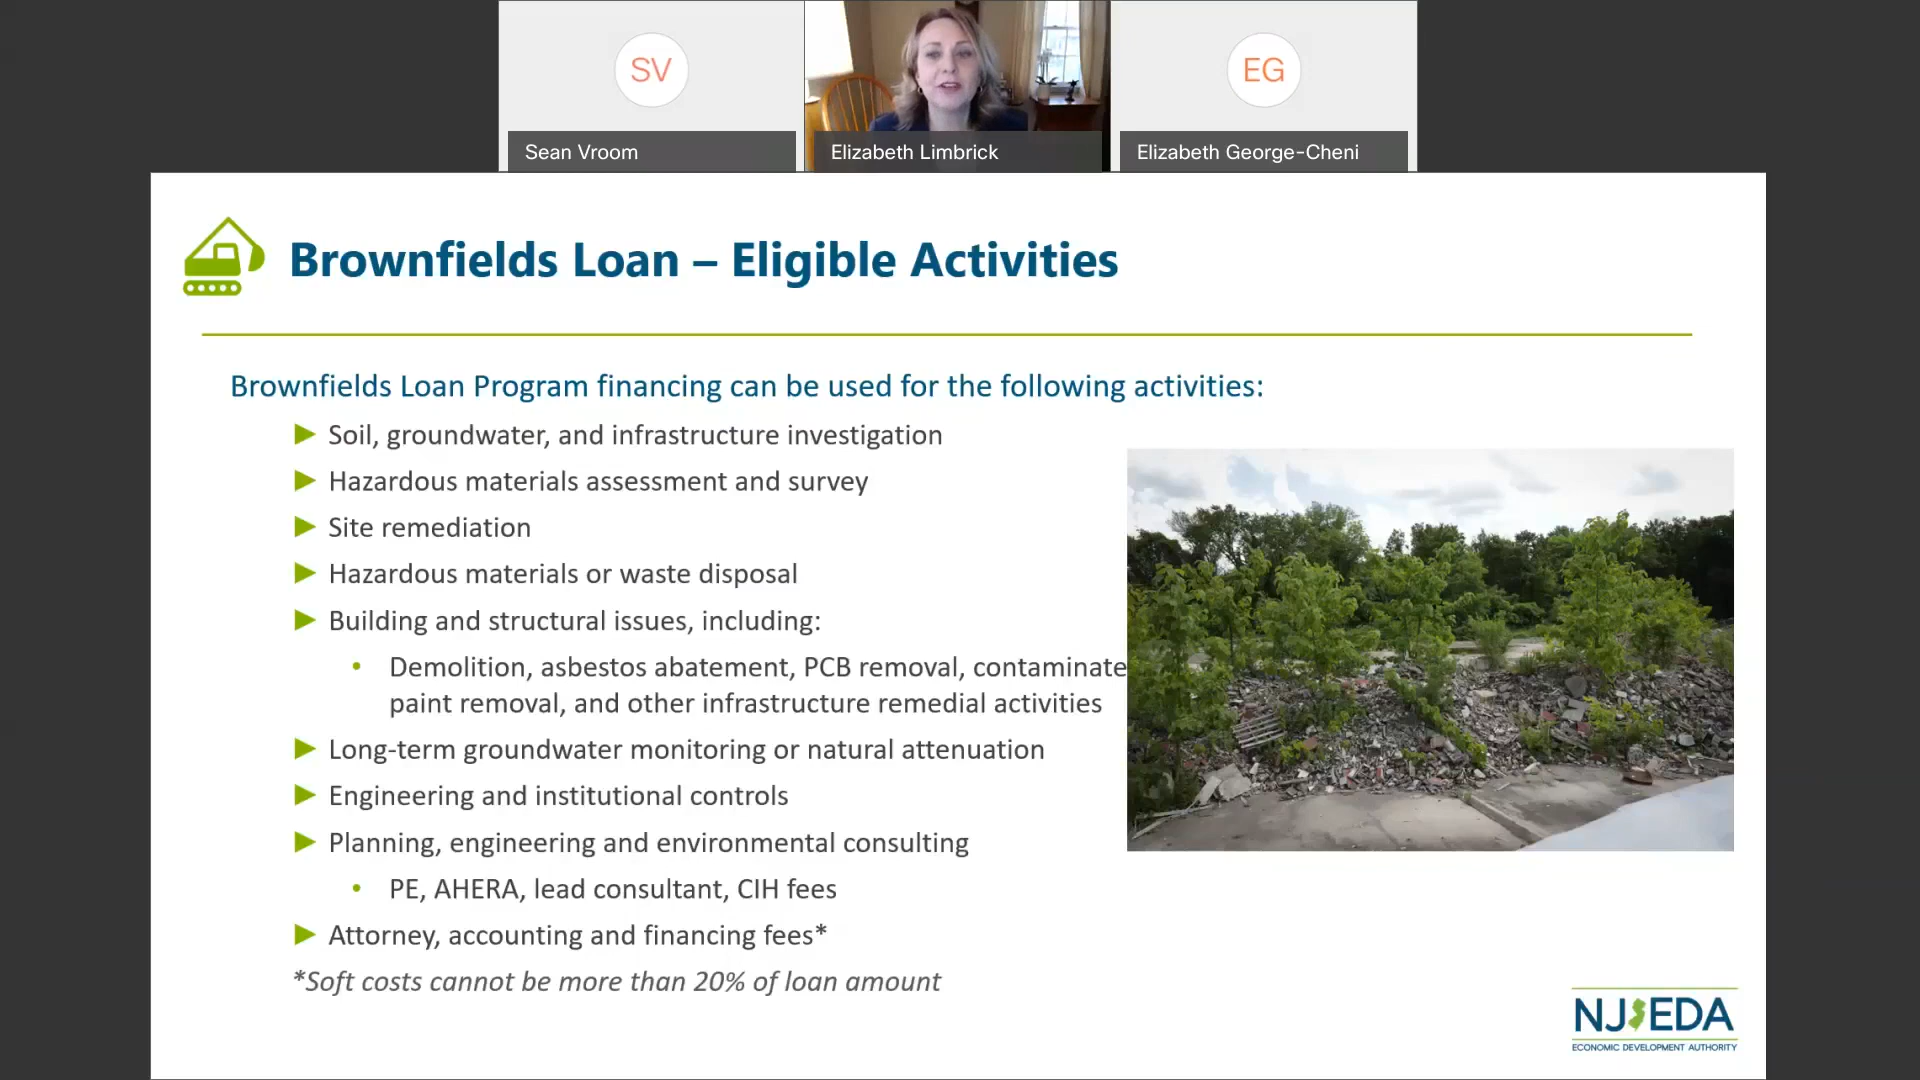 SV
EG
Sean Vroom
Elizabeth Limbrick
Elizabeth George-Cheni
Brownfields Loan – Eligible Activities
Brownfields Loan Program financing can be used for the following activities:
Soil, groundwater, and infrastructure investigation
Hazardous materials assessment and survey
Site remediation
Hazardous materials or waste disposal
Building and structural issues, including:
• Demolition, asbestos abatement, PCB removal, contaminate
paint removal, and other infrastructure remedial activities
Long-term groundwater monitoring or natural attenuation
Engineering and institutional controls
Planning, engineering and environmental consulting
• PE, AHERA, lead consultant, CIH fees
Attorney, accounting and financing fees*
*Soft costs cannot be more than 20% of loan amount
NJEDA
ECONOMIC DEVELOPMENT AUTHORITY